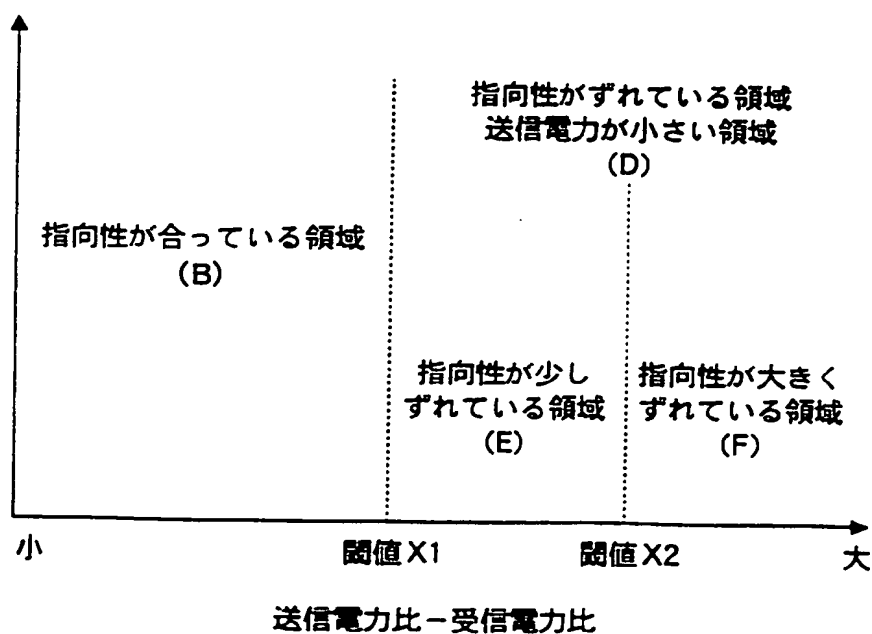 指向性がずれている領域
送信電力が小さい領域
(D)
指向性が合っている領域
(B)
指向性が少し
ずれている領域
(E)
指向性が大きく
ずれている領域
(F)
小
閾値X1
閾値X2
大
送信電力比－受信電力比